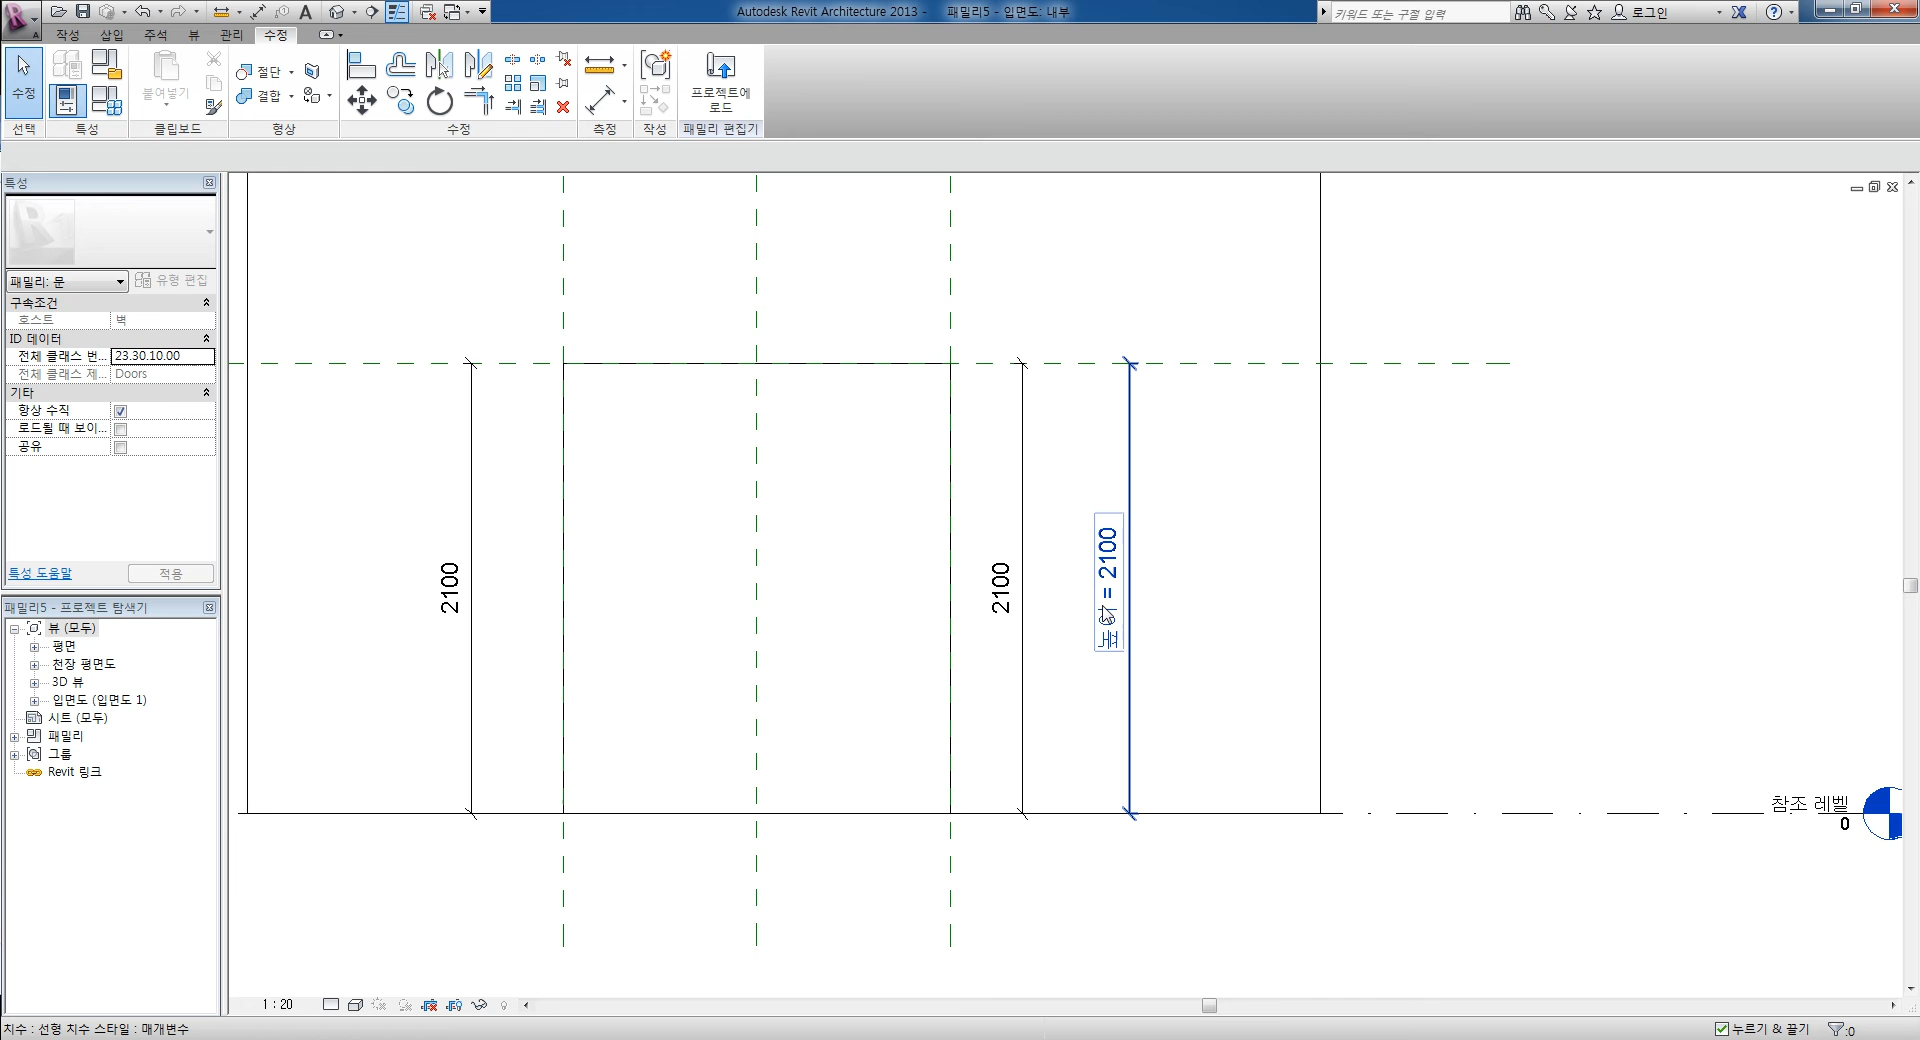 Autodesk Revit Architecture 2013 - 패밀리5 - 입면도: 내부
키워드 또는 구절 입력
로그인
작성 삽입 주석 뷰 관리 수정
수정
붙여넣기
절단
결합
프로젝트에
로드
선택 특성 클립보드 형상 수정 측정 작성 패밀리 편집기
특성
패밀리: 문
유형 편집
구속조건
호스트 벽
ID 데이터
전체 클래스 번... 23.30.10.00
전체 클래스 제... Doors
기타
항상 수직
로드될 때 보이...
공유
특성 도움말
적용
패밀리5 - 프로젝트 탐색기
뷰 (모두)
평면
천장 평면도
3D 뷰
입면도 (입면도 1)
시트 (모두)
패밀리
그룹
Revit 링크
2100
2100
= 2100
참조 레벨
0
1 : 20
치수 : 선형 치수 스타일 : 매개변수
누르기 & 끌기
:0